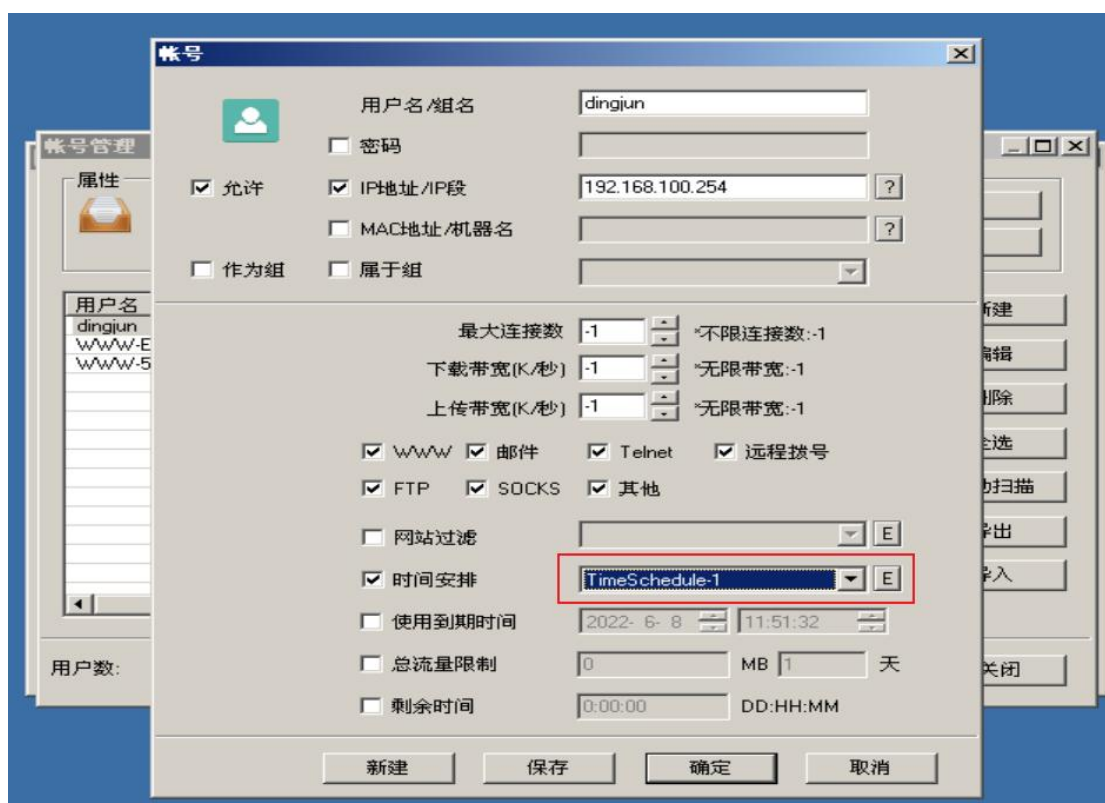 帐号
用户名/组名 dingjun
密码
允许 IP地址/IP段 192.168.100.254 ?
MAC地址/机器名 ?
作为组 属于组
最大连接数 -1 *不限连接数:-1
下载带宽(K/秒) -1 *无限带宽:-1
上传带宽(K/秒) -1 *无限带宽:-1
WWW 邮件 Telnet 远程拨号
FTP SOCKS 其他
网站过滤 E
时间安排 TimeSchedule-1 E
使用到期时间 2022- 6- 8 11:51:32
总流量限制 0 MB 1 天
剩余时间 0:00:00 DD:HH:MM
新建 保存 确定 取消
帐号管理
属性
用户名
dingjun
WWW-E
WWW-5
用户数:
新建
编辑
删除
全选
动扫描
导出
导入
关闭